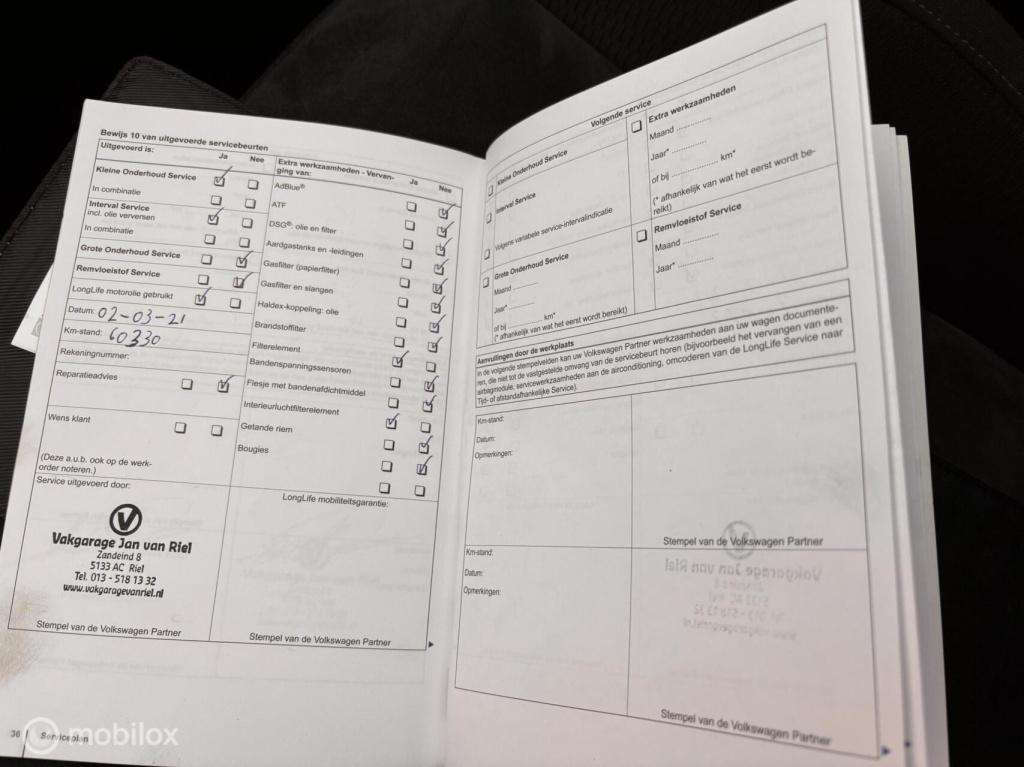 Bewijs 10 van uitgevoerde servicebeurten
Uitgevoerd is:
Ja
Nee
Kleine Onderhoud Service
In combinatie
Interval Service
incl. olie verversen
In combinatie
Grote Onderhoud Service
Remvloeistof Service
LongLife motorolie gebruikt
Datum: 02-03-21
Km-stand: 60330
Rekeningnummer:
Reparatieadvies
Wens klant
(Deze a.u.b. ook op de werk-
order noteren.)
Service uitgevoerd door:
Vakgarage Jan van Riel
Zandeind 8
5133 AC Riel
Tel. 013 - 518 13 32
www.vakgaragevanriel.nl
Stempel van de Volkswagen Partner
Extra werkzaamheden - Vervan-
ging van:
Ja
Nee
AdBlue®
ATF
DSG®: olie en filter
Aardgastanks en -leidingen
Gasfilter (papierfilter)
Gasfilter en slangen
Haldex-koppeling: olie
Brandstoffilter
Filterelement
Bandenspanningssensoren
Flesje met bandenafdichtmiddel
Interieurluchtfilterelement
Getande riem
Bougies
LongLife mobiliteitsgarantie:
Stempel van de Volkswagen Partner
36
Serviceplan
mobilox
Volgende service
Kleine Onderhoud Service
Interval Service
Volgens variabele service-intervalindicatie
Grote Onderhoud Service
Maand ..............
Jaar* ..............
of bij .............. km*
(* afhankelijk van wat het eerst wordt bereikt)
Extra werkzaamheden
Maand ..............
Jaar* ..............
of bij .................. km*
(* afhankelijk van wat het eerst wordt be-
reikt)
Remvloeistof Service
Maand ..............
Jaar* ..............
Aanvullingen door de werkplaats
In de volgende stempelvelden kan uw Volkswagen Partner werkzaamheden aan uw wagen documente-
ren, die niet tot de vastgestelde omvang van de servicebeurt horen (bijvoorbeeld het vervangen van een
airbagmodule, servicewerkzaamheden aan de airconditioning, omcoderen van de LongLife Service naar
Tijd- of afstandafhankelijke Service).
Km-stand:
Datum:
Opmerkingen:
Stempel van de Volkswagen Partner
Km-stand:
Datum:
Opmerkingen:
Stempel van de Volkswagen Partner